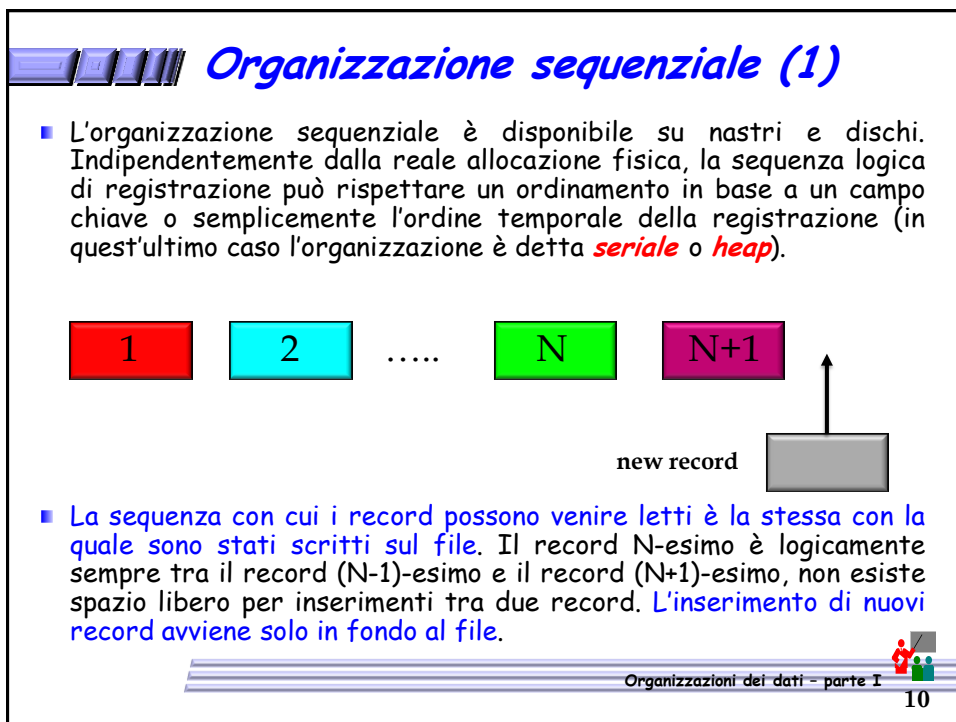 Organizzazione sequenziale (1)
L'organizzazione sequenziale è disponibile su nastri e dischi.
Indipendentemente dalla reale allocazione fisica, la sequenza logica
di registrazione può rispettare un ordinamento in base a un campo
chiave o semplicemente l'ordine temporale della registrazione (in
quest'ultimo caso l'organizzazione è detta seriale o heap).
1 2 ..... N N+1
new record
La sequenza con cui i record possono venire letti è la stessa con la
quale sono stati scritti sul file. Il record N-esimo è logicamente
sempre tra il record (N-1)-esimo e il record (N+1)-esimo, non esiste
spazio libero per inserimenti tra due record. L'inserimento di nuovi
record avviene solo in fondo al file.
Organizzazioni dei dati – parte I
10